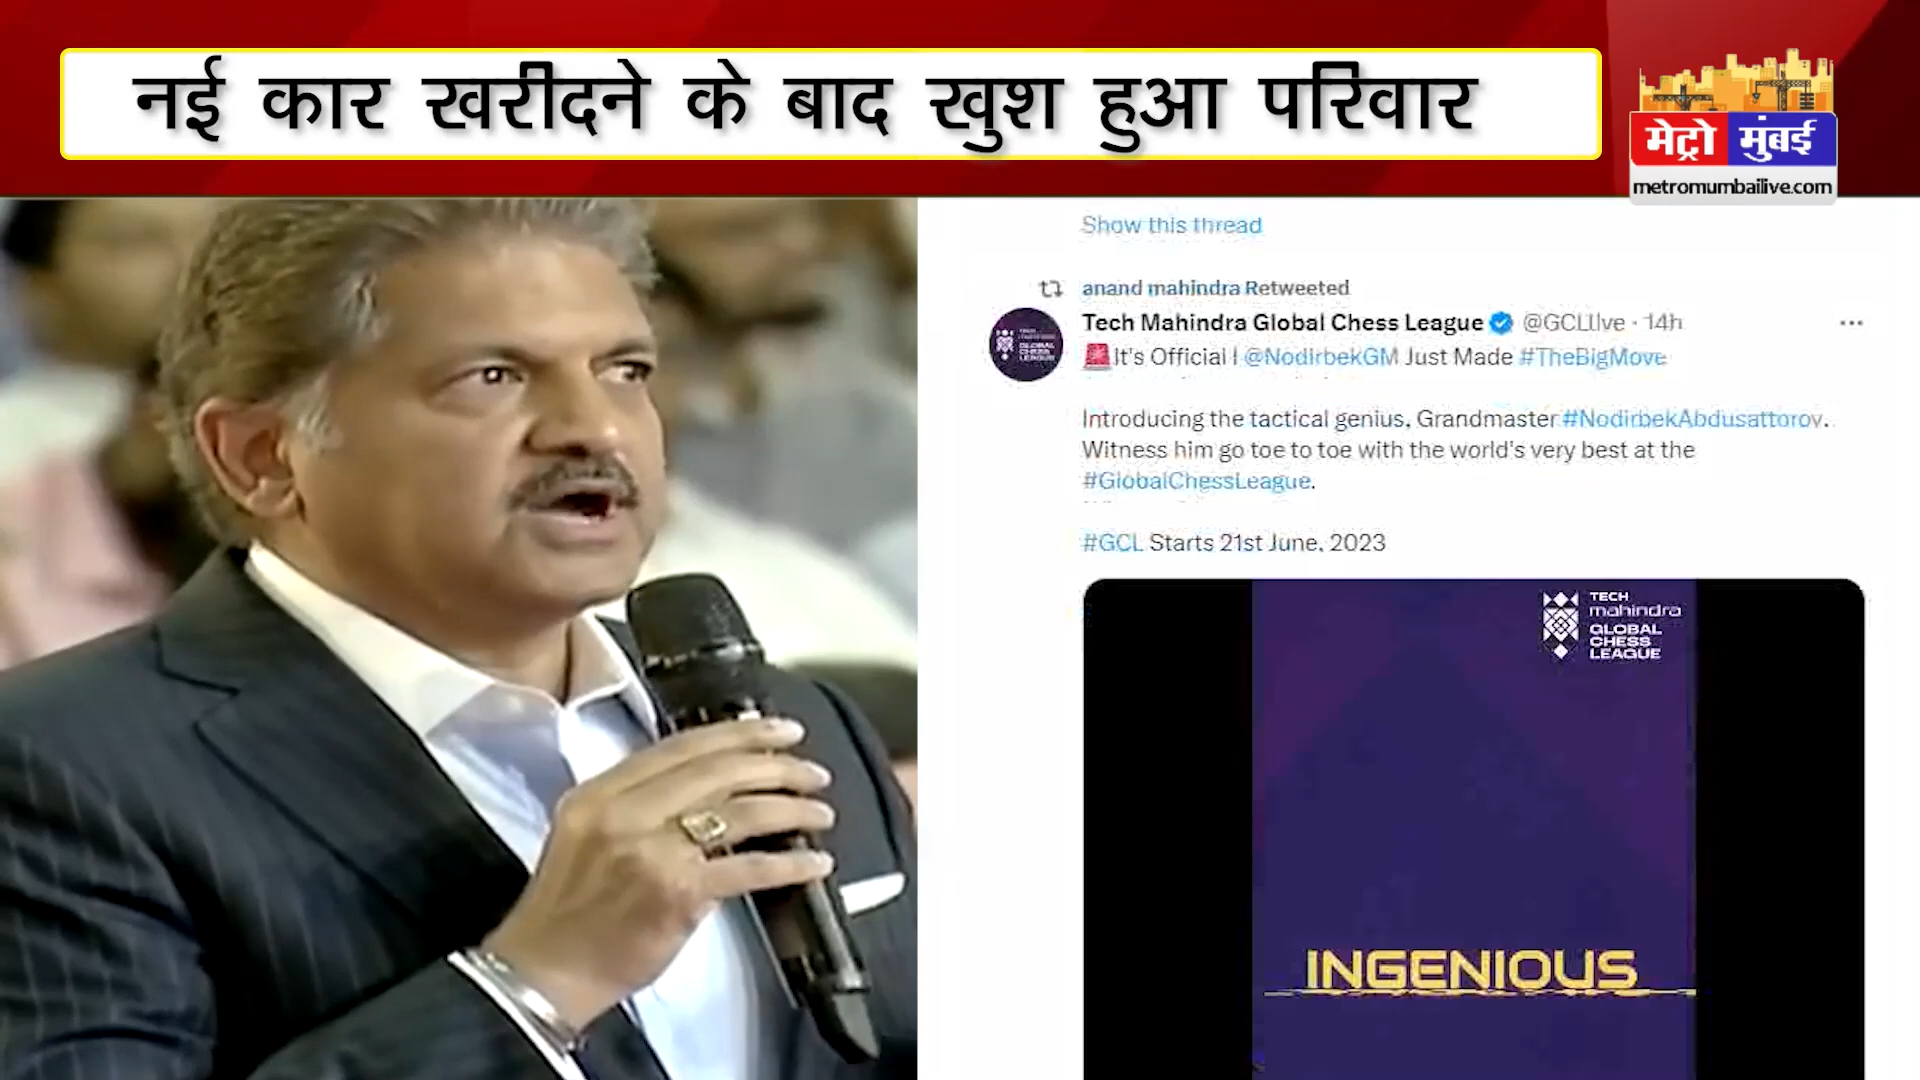 नई कार खरीदने के बाद खुश हुआ परिवार
मेट्रो मुंबई
metromumbailive.com
Show this thread
anand mahindra Retweeted
Tech Mahindra Global Chess League @GCLlive · 14h
It's Official | @NodirbekGM Just Made #TheBigMove
Introducing the tactical genius, Grandmaster #NodirbekAbdusattorov.
Witness him go toe to toe with the world's very best at the
#GlobalChessLeague.
#GCL Starts 21st June, 2023
TECH
mahindra
GLOBAL
CHESS
LEAGUE
INGENIOUS